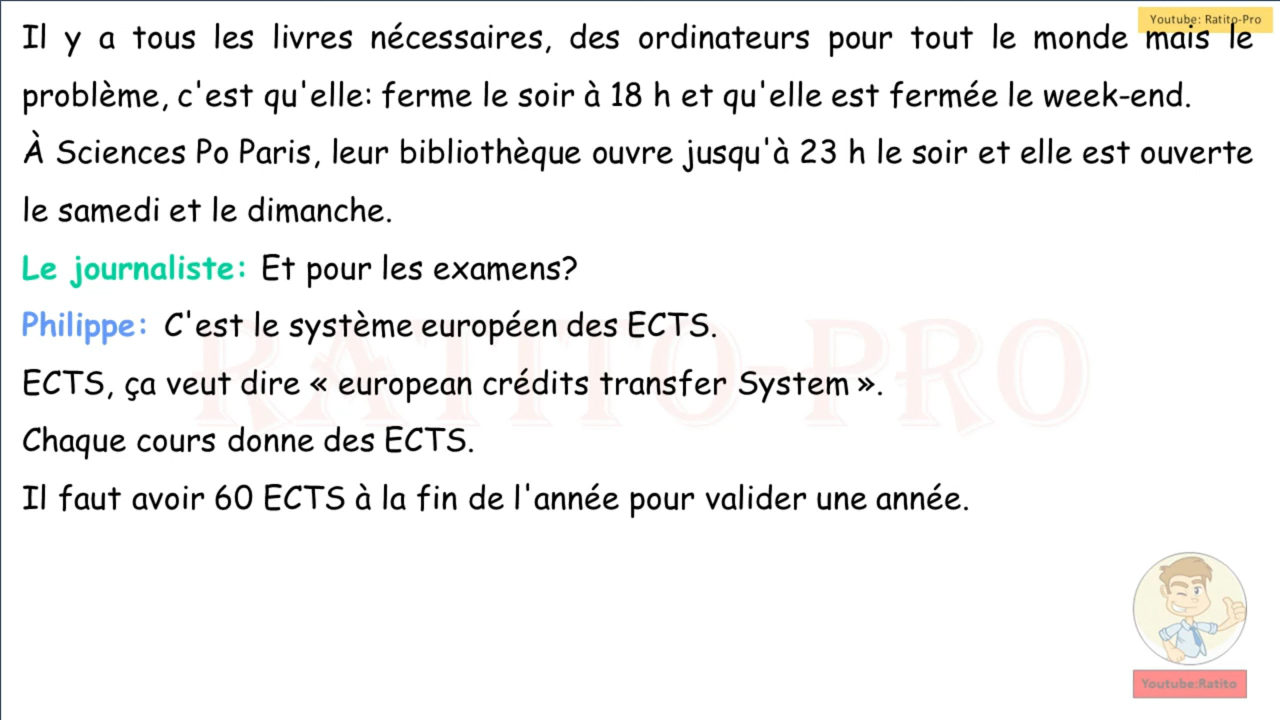 Youtube: Ratito-Pro
Il y a tous les livres nécessaires, des ordinateurs pour tout le monde mais le
problème, c'est qu'elle: ferme le soir à 18 h et qu'elle est fermée le week-end.
À Sciences Po Paris, leur bibliothèque ouvre jusqu'à 23 h le soir et elle est ouverte
le samedi et le dimanche.
Le journaliste: Et pour les examens?
Philippe: C'est le système européen des ECTS.
RATITO-PRO
ECTS, ça veut dire « european crédits transfer System ».
Chaque cours donne des ECTS.
Il faut avoir 60 ECTS à la fin de l'année pour valider une année.
Youtube:Ratito